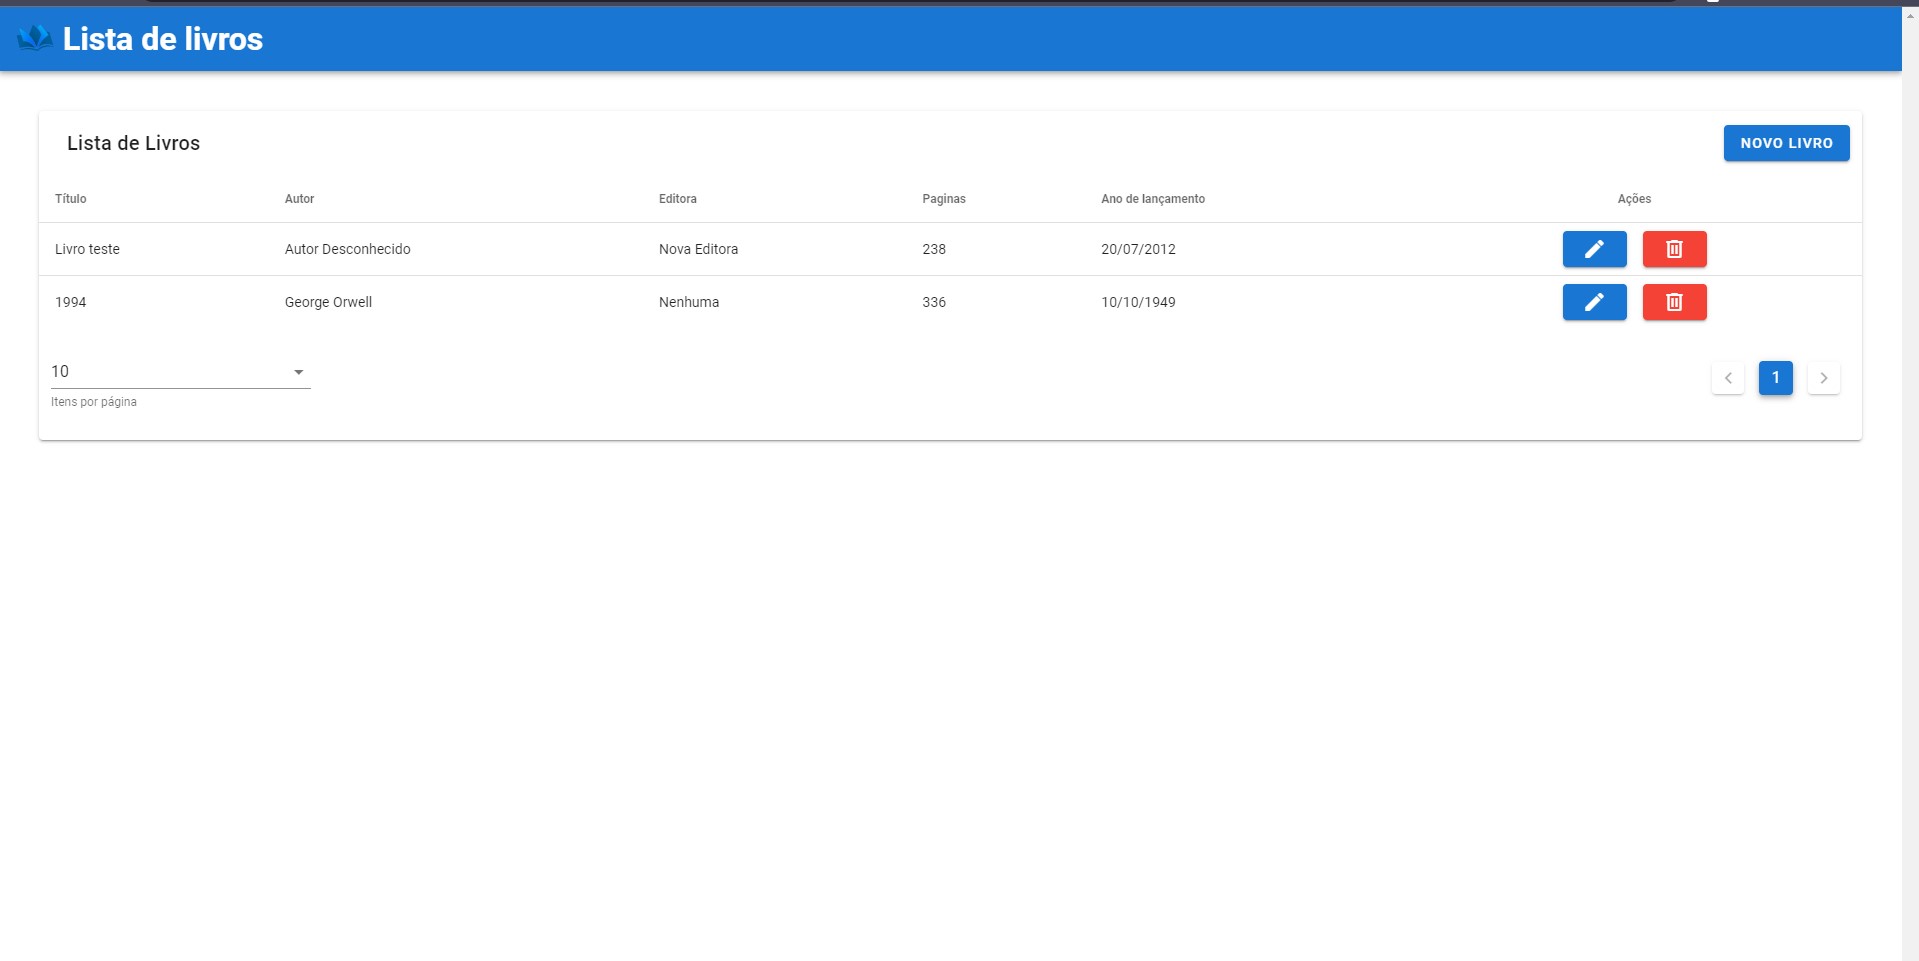 Lista de livros
Lista de Livros NOVO LIVRO
Título Autor Editora Paginas Ano de lançamento Ações
Livro teste Autor Desconhecido Nova Editora 238 20/07/2012
1994 George Orwell Nenhuma 336 10/10/1949
10 1
Itens por página